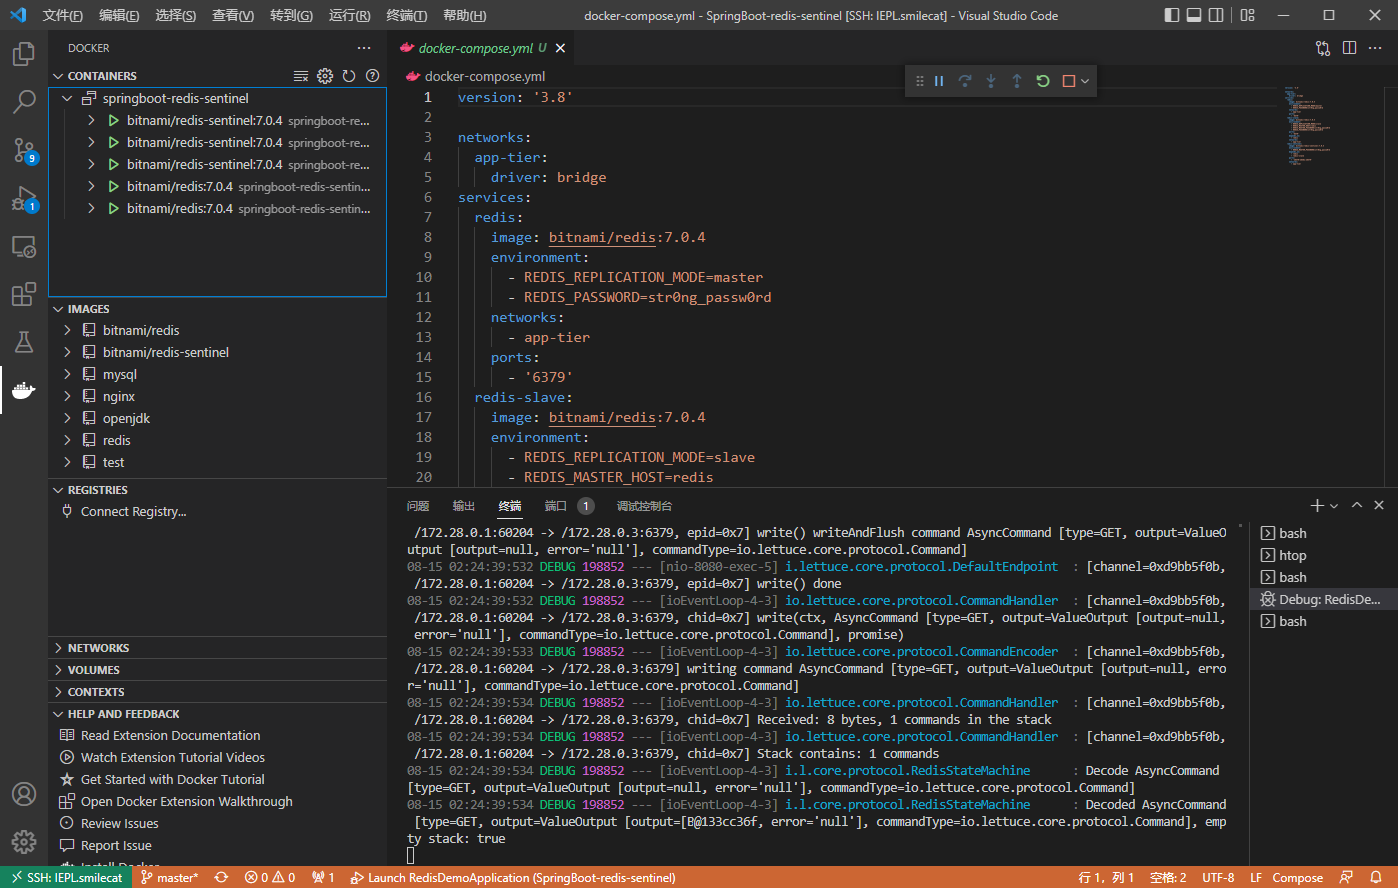 文件(F) 编辑(E) 选择(S) 查看(V) 转到(G) 运行(R) 终端(T) 帮助(H) docker-compose.yml - SpringBoot-redis-sentinel [SSH: IEPL.smilecat] - Visual Studio Code
DOCKER
CONTAINERS
springboot-redis-sentinel
bitnami/redis-sentinel:7.0.4 springboot-re...
bitnami/redis-sentinel:7.0.4 springboot-re...
bitnami/redis-sentinel:7.0.4 springboot-re...
bitnami/redis:7.0.4 springboot-redis-sentin...
bitnami/redis:7.0.4 springboot-redis-sentin...
9
1
IMAGES
bitnami/redis
bitnami/redis-sentinel
mysql
nginx
openjdk
redis
test
REGISTRIES
Connect Registry...
NETWORKS
VOLUMES
CONTEXTS
HELP AND FEEDBACK
Read Extension Documentation
Watch Extension Tutorial Videos
Get Started with Docker Tutorial
Open Docker Extension Walkthrough
Review Issues
Report Issue
Install Docker
docker-compose.yml U
docker-compose.yml
1 version: '3.8'
2
3 networks:
4 app-tier:
5 driver: bridge
6 services:
7 redis:
8 image: bitnami/redis:7.0.4
9 environment:
10 - REDIS_REPLICATION_MODE=master
11 - REDIS_PASSWORD=str0ng_passw0rd
12 networks:
13 - app-tier
14 ports:
15 - '6379'
16 redis-slave:
17 image: bitnami/redis:7.0.4
18 environment:
19 - REDIS_REPLICATION_MODE=slave
20 - REDIS_MASTER_HOST=redis
问题 输出 终端 端口 1 调试控制台
/172.28.0.1:60204 -> /172.28.0.3:6379, epid=0x7] write() writeAndFlush command AsyncCommand [type=GET, output=ValueO
utput [output=null, error='null'], commandType=io.lettuce.core.protocol.Command]
08-15 02:24:39:532 DEBUG 198852 --- [nio-8080-exec-5] i.lettuce.core.protocol.DefaultEndpoint : [channel=0xd9bb5f0b,
/172.28.0.1:60204 -> /172.28.0.3:6379, epid=0x7] write() done
08-15 02:24:39:532 DEBUG 198852 --- [ioEventLoop-4-3] io.lettuce.core.protocol.CommandHandler : [channel=0xd9bb5f0b,
/172.28.0.1:60204 -> /172.28.0.3:6379, chid=0x7] write(ctx, AsyncCommand [type=GET, output=ValueOutput [output=null,
error='null'], commandType=io.lettuce.core.protocol.Command], promise)
08-15 02:24:39:533 DEBUG 198852 --- [ioEventLoop-4-3] io.lettuce.core.protocol.CommandEncoder : [channel=0xd9bb5f0b,
/172.28.0.1:60204 -> /172.28.0.3:6379] writing command AsyncCommand [type=GET, output=ValueOutput [output=null, erro
r='null'], commandType=io.lettuce.core.protocol.Command]
08-15 02:24:39:534 DEBUG 198852 --- [ioEventLoop-4-3] io.lettuce.core.protocol.CommandHandler : [channel=0xd9bb5f0b,
/172.28.0.1:60204 -> /172.28.0.3:6379, chid=0x7] Received: 8 bytes, 1 commands in the stack
08-15 02:24:39:534 DEBUG 198852 --- [ioEventLoop-4-3] io.lettuce.core.protocol.CommandHandler : [channel=0xd9bb5f0b,
/172.28.0.1:60204 -> /172.28.0.3:6379, chid=0x7] Stack contains: 1 commands
08-15 02:24:39:534 DEBUG 198852 --- [ioEventLoop-4-3] i.l.core.protocol.RedisStateMachine : Decode AsyncCommand
[type=GET, output=ValueOutput [output=null, error='null'], commandType=io.lettuce.core.protocol.Command]
08-15 02:24:39:534 DEBUG 198852 --- [ioEventLoop-4-3] i.l.core.protocol.RedisStateMachine : Decoded AsyncCommand
[type=GET, output=ValueOutput [output=[B@133cc36f, error='null'], commandType=io.lettuce.core.protocol.Command], emp
ty stack: true
bash
htop
bash
Debug: RedisDe...
bash
SSH: IEPL.smilecat master* 0 0 1 Launch RedisDemoApplication (SpringBoot-redis-sentinel) 行 1, 列 1 空格: 2 UTF-8 LF Compose